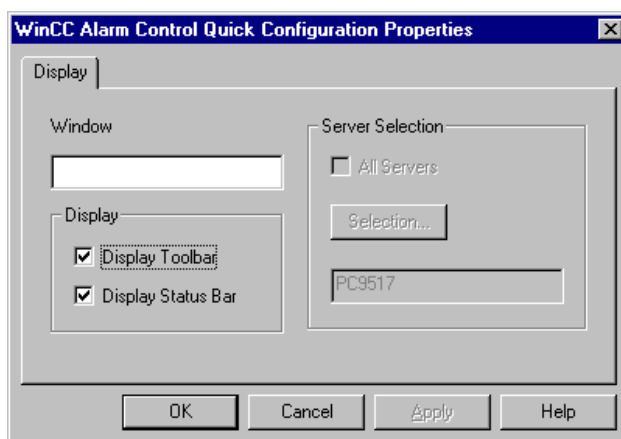 WinCC Alarm Control Quick Configuration Properties
Display
Window
Display
Display Toolbar
Display Status Bar
Server Selection
All Servers
Selection...
PC9517
OK
Cancel
Apply
Help